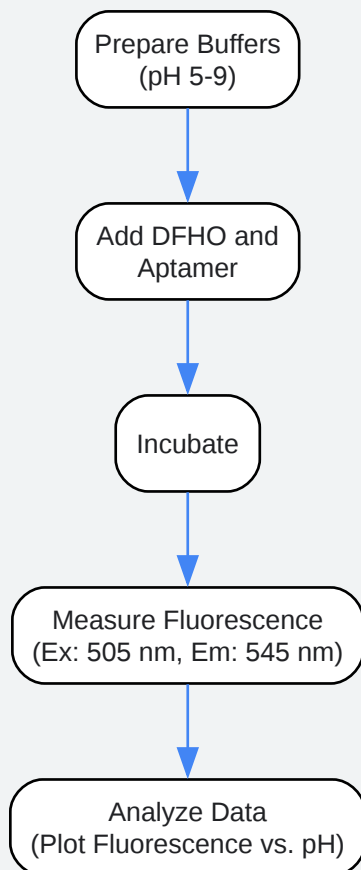 Prepare Buffers
(pH 5-9)
Add DFHO and
Aptamer
Incubate
Measure Fluorescence
(Ex: 505 nm, Em: 545 nm)
Analyze Data
(Plot Fluorescence vs. pH)